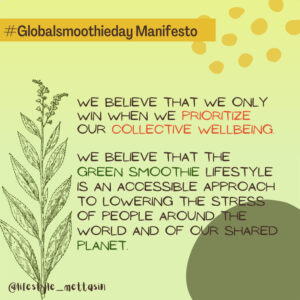 #Globalsmoothieday Manifesto
WE BELIEVE THAT WE ONLY
WIN WHEN WE PRIORITIZE
OUR COLLECTIVE WELLBEING.
WE BELIEVE THAT THE
GREEN SMOOTHIE LIFESTYLE
IS AN ACCESSIBLE APPROACH
TO LOWERING THE STRESS
OF PEOPLE AROUND THE
WORLD AND OF OUR SHARED
PLANET.
@lifestyle_mettasin